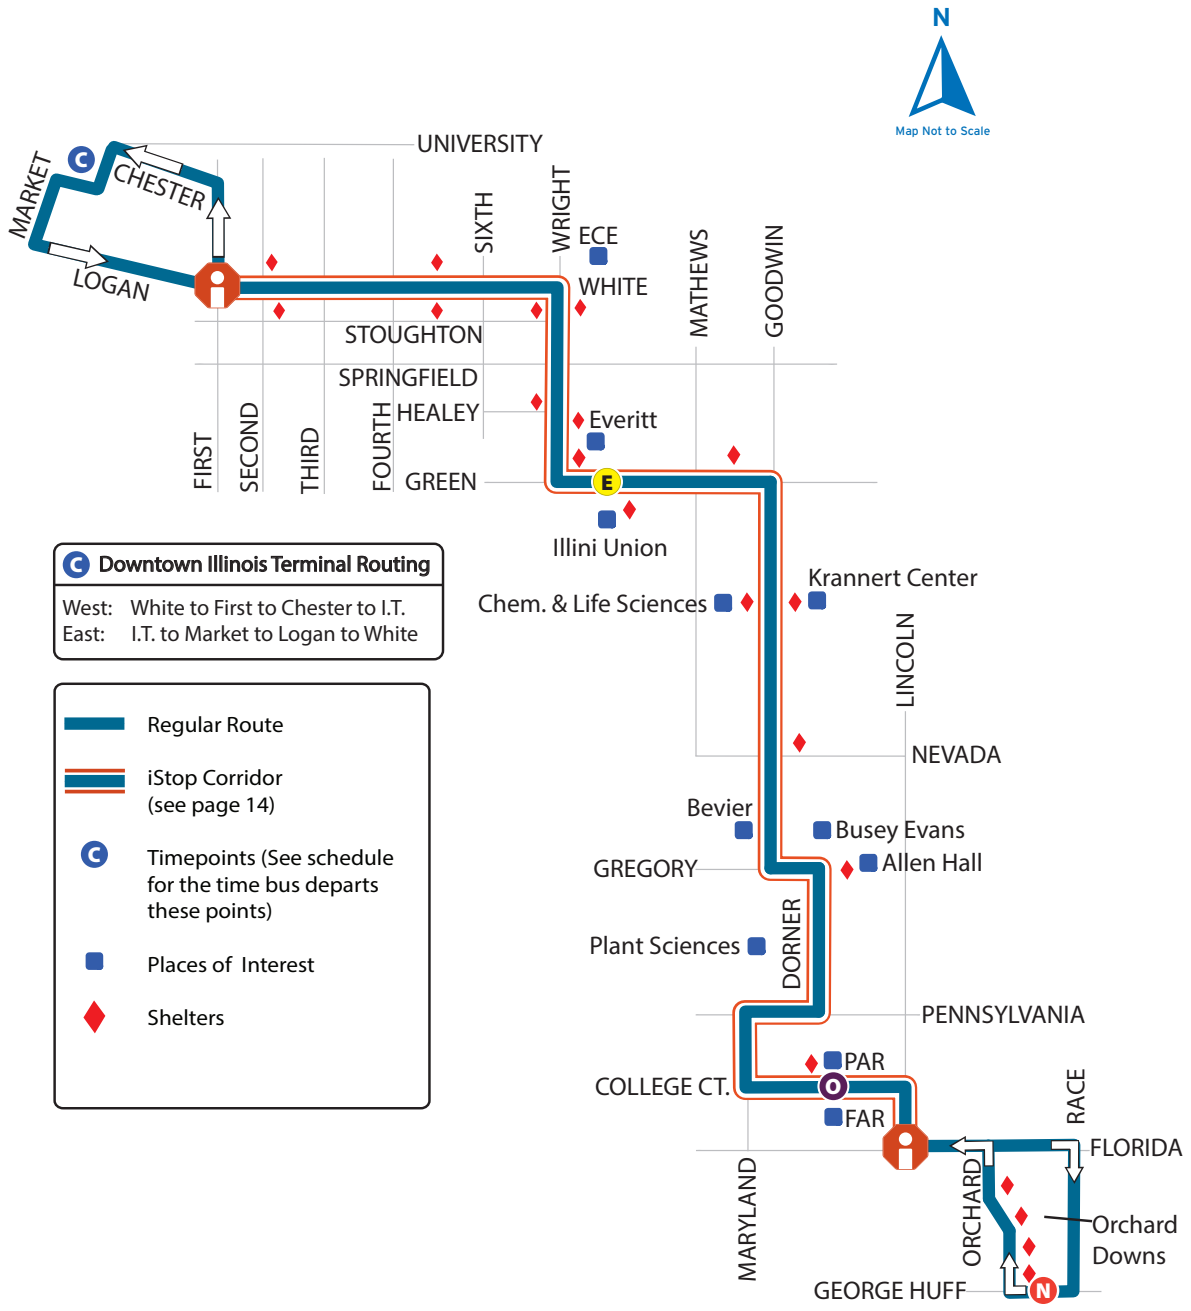 N
Map Not to Scale
UNIVERSITY
MARKET
C
CHESTER
LOGAN
SIXTH
WRIGHT
ECE
WHITE
MATHEWS
GOODWIN
STOUGHTON
SPRINGFIELD
HEALEY
FIRST
SECOND
THIRD
FOURTH
Everitt
GREEN
E
Illini Union
C Downtown Illinois Terminal Routing
West: White to First to Chester to I.T.
East: I.T. to Market to Logan to White
Krannert Center
Chem. & Life Sciences
LINCOLN
Regular Route
iStop Corridor
(see page 14)
C
Timepoints (See schedule
for the time bus departs
these points)
Places of Interest
Shelters
NEVADA
Bevier
Busey Evans
GREGORY
Allen Hall
DORNER
Plant Sciences
PENNSYLVANIA
PAR
COLLEGE CT.
O
FAR
RACE
FLORIDA
MARYLAND
ORCHARD
Orchard
Downs
GEORGE HUFF
N